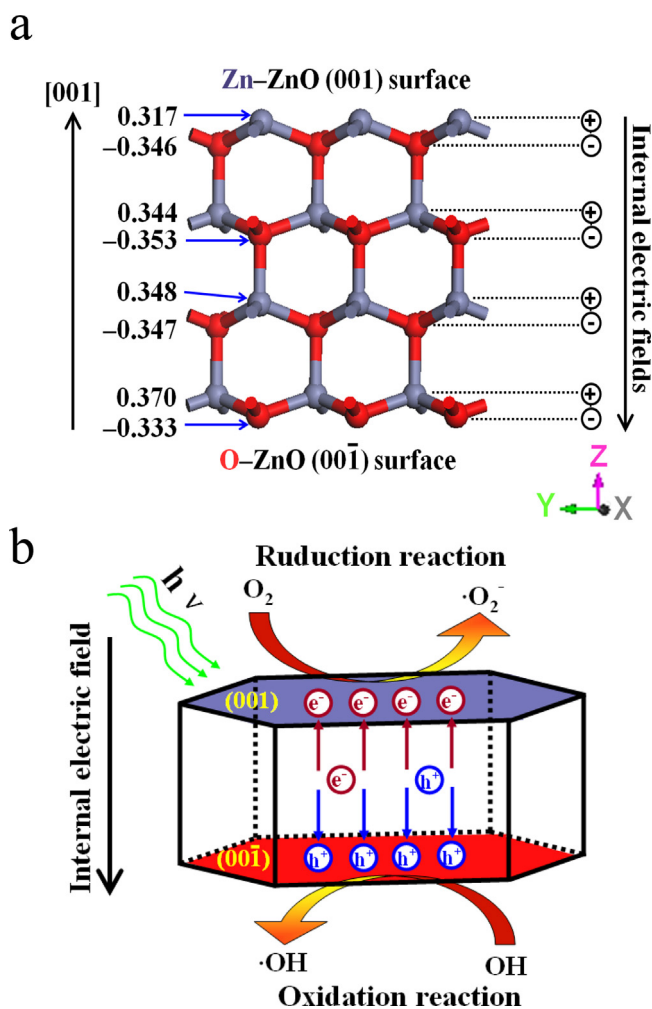 a
Zn–ZnO (001) surface
[001]
0.317
–0.346
0.344
–0.353
0.348
–0.347
0.370
–0.333
+
-
+
-
+
-
+
-
Internal electric fields
O–ZnO (001̄) surface
Z
Y
X
b
Ruduction reaction
h ν
O₂
·O₂⁻
Internal electric field
(001)
e⁻ e⁻ e⁻ e⁻
e⁻ h⁺
(001̄)
h⁺ h⁺ h⁺ h⁺
·OH
OH
Oxidation reaction